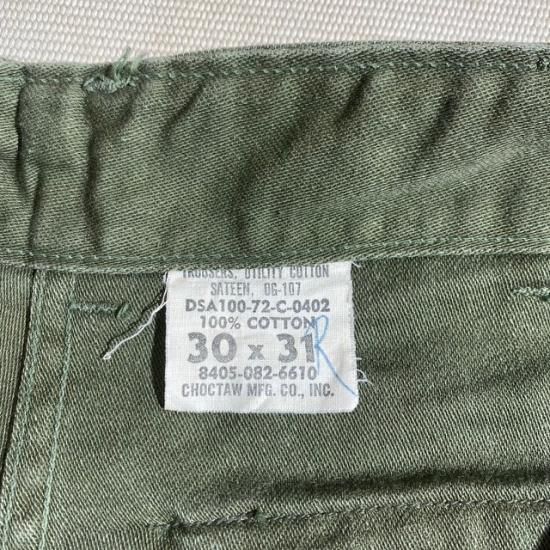 TROUSERS, UTILITY COTTON
SATEEN, OG-107
DSA100-72-C-0402
100% COTTON
30 x 31 R
8405-082-6610
CHOCTAW MFG. CO., INC.